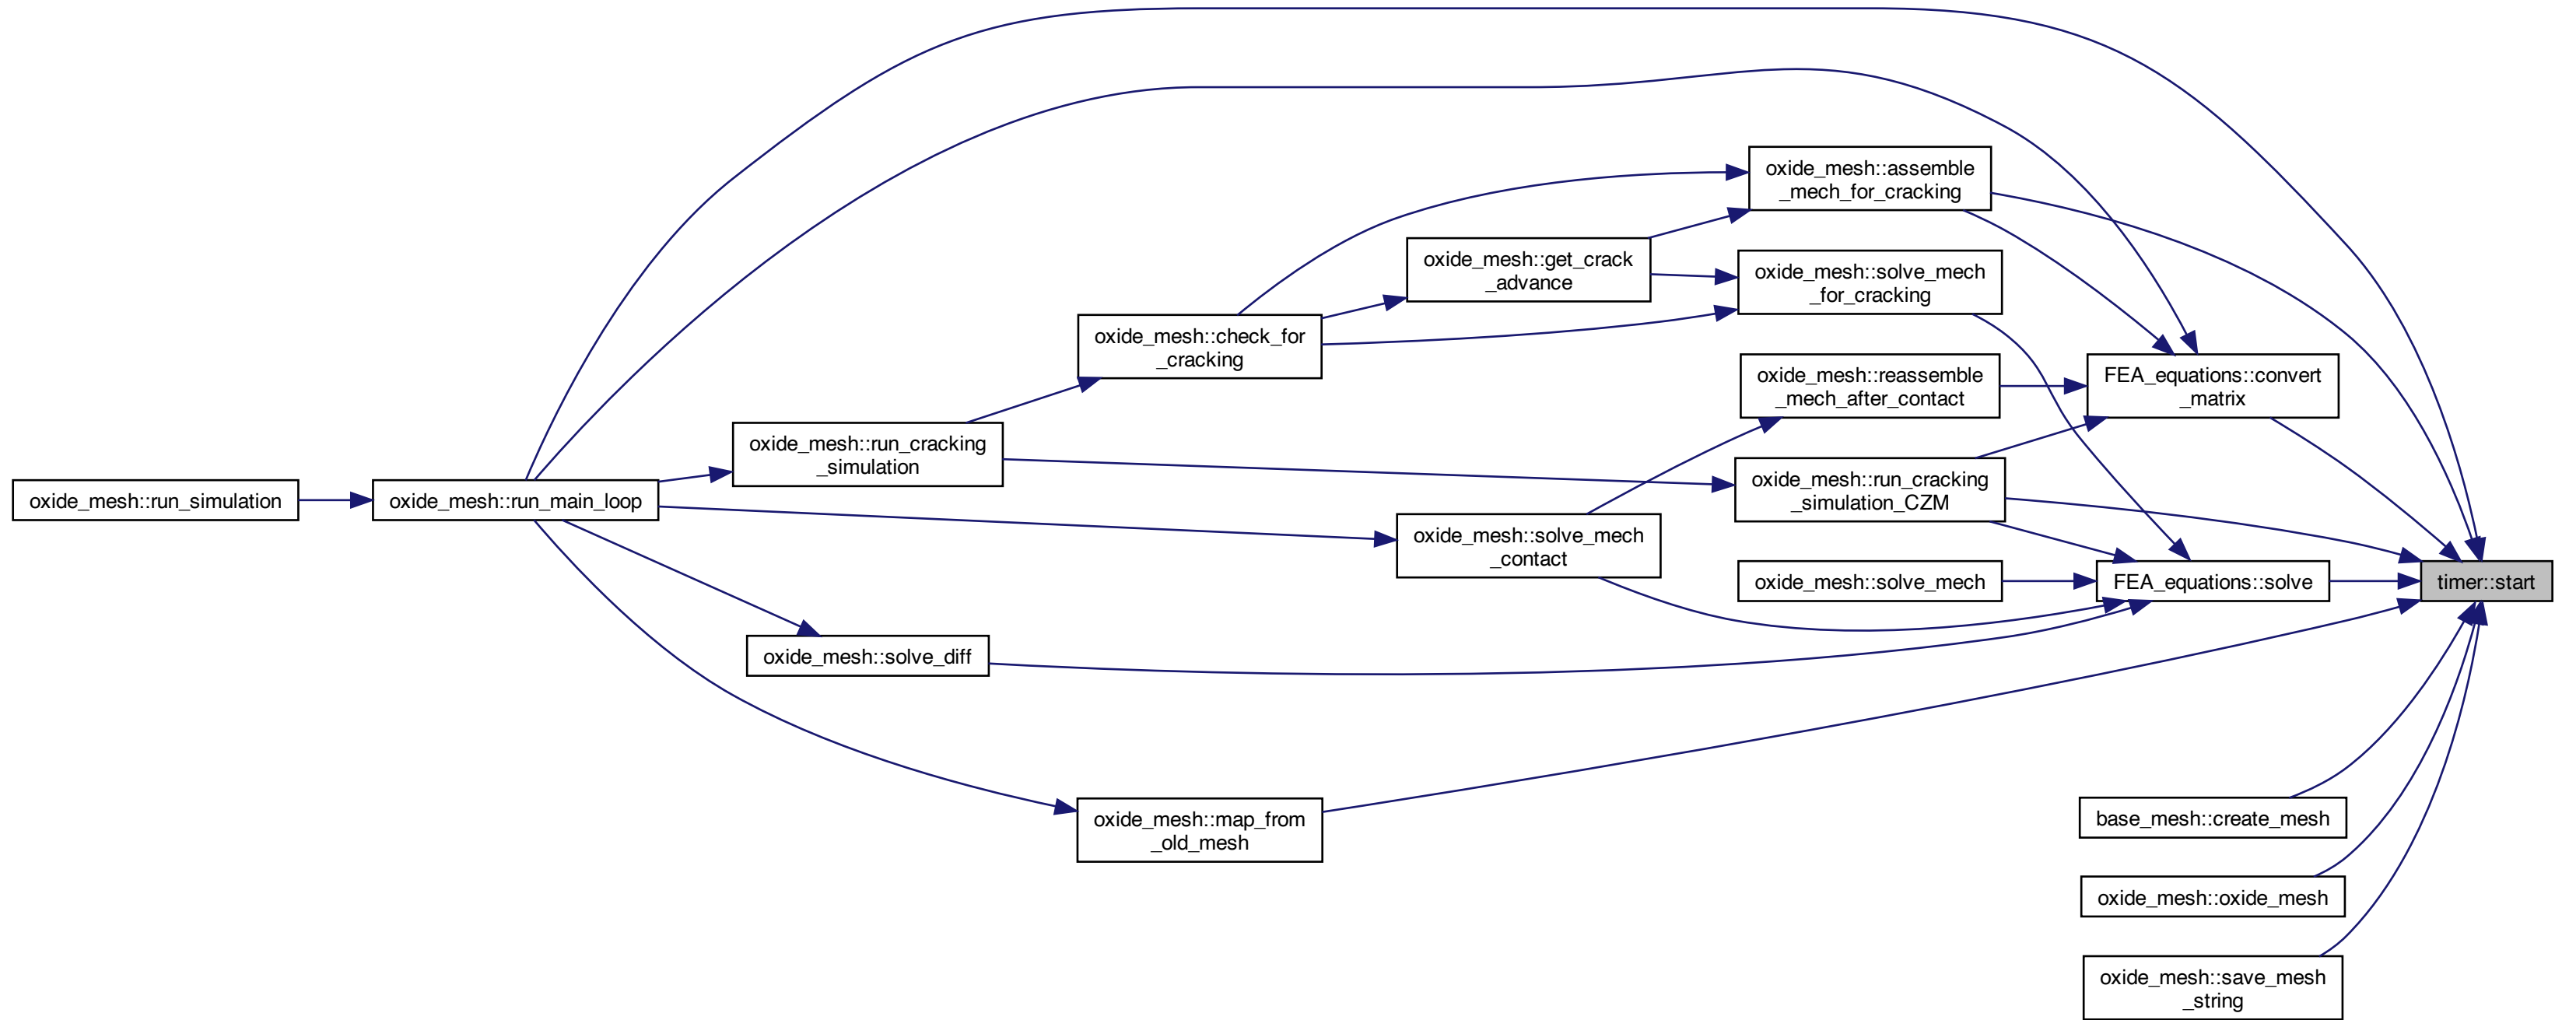 oxide_mesh::assemble
_mech_for_cracking
oxide_mesh::get_crack
_advance
oxide_mesh::solve_mech
_for_cracking
oxide_mesh::check_for
_cracking
oxide_mesh::reassemble
_mech_after_contact
FEA_equations::convert
_matrix
oxide_mesh::run_cracking
_simulation
oxide_mesh::run_cracking
_simulation_CZM
oxide_mesh::run_simulation
oxide_mesh::run_main_loop
oxide_mesh::solve_mech
_contact
oxide_mesh::solve_mech
FEA_equations::solve
timer::start
oxide_mesh::solve_diff
oxide_mesh::map_from
_old_mesh
base_mesh::create_mesh
oxide_mesh::oxide_mesh
oxide_mesh::save_mesh
_string